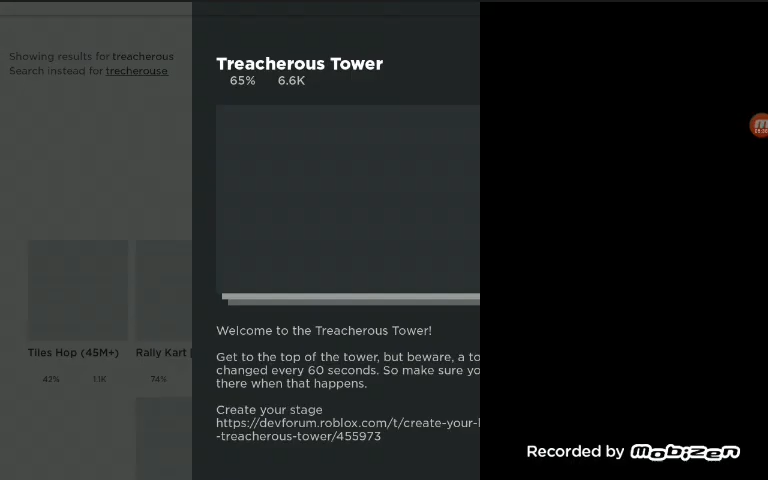 Showing results for treacherous
Search instead for trecherouse
Treacherous Tower
65% 6.6K
Tiles Hop (45M+) Rally Kart [
42% 1.1K 74%
Welcome to the Treacherous Tower!
Get to the top of the tower, but beware, a to
changed every 60 seconds. So make sure yo
there when that happens.
Create your stage
https://devforum.roblox.com/t/create-your-
-treacherous-tower/455973
Recorded by Mobizen